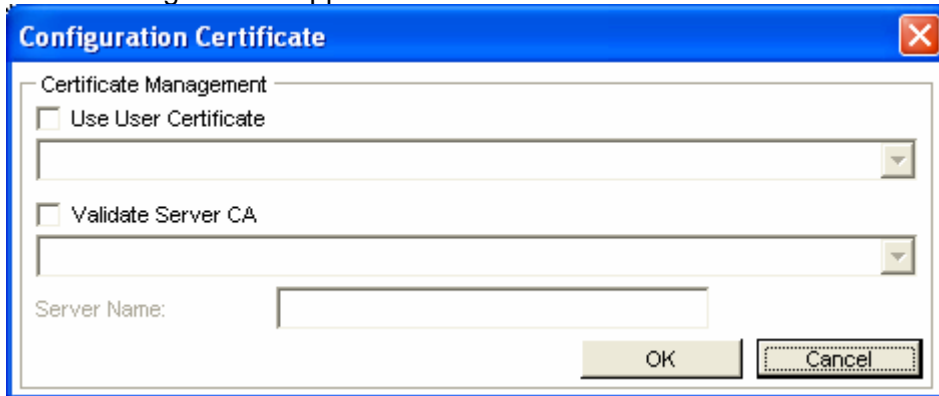 Configuration Certificate
Certificate Management
Use User Certificate
Validate Server CA
Server Name:
OK Cancel